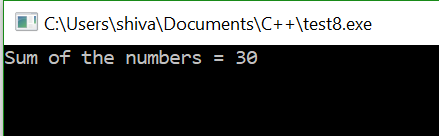 C:\Users\shiva\Documents\C++\test8.exe
Sum of the numbers = 30